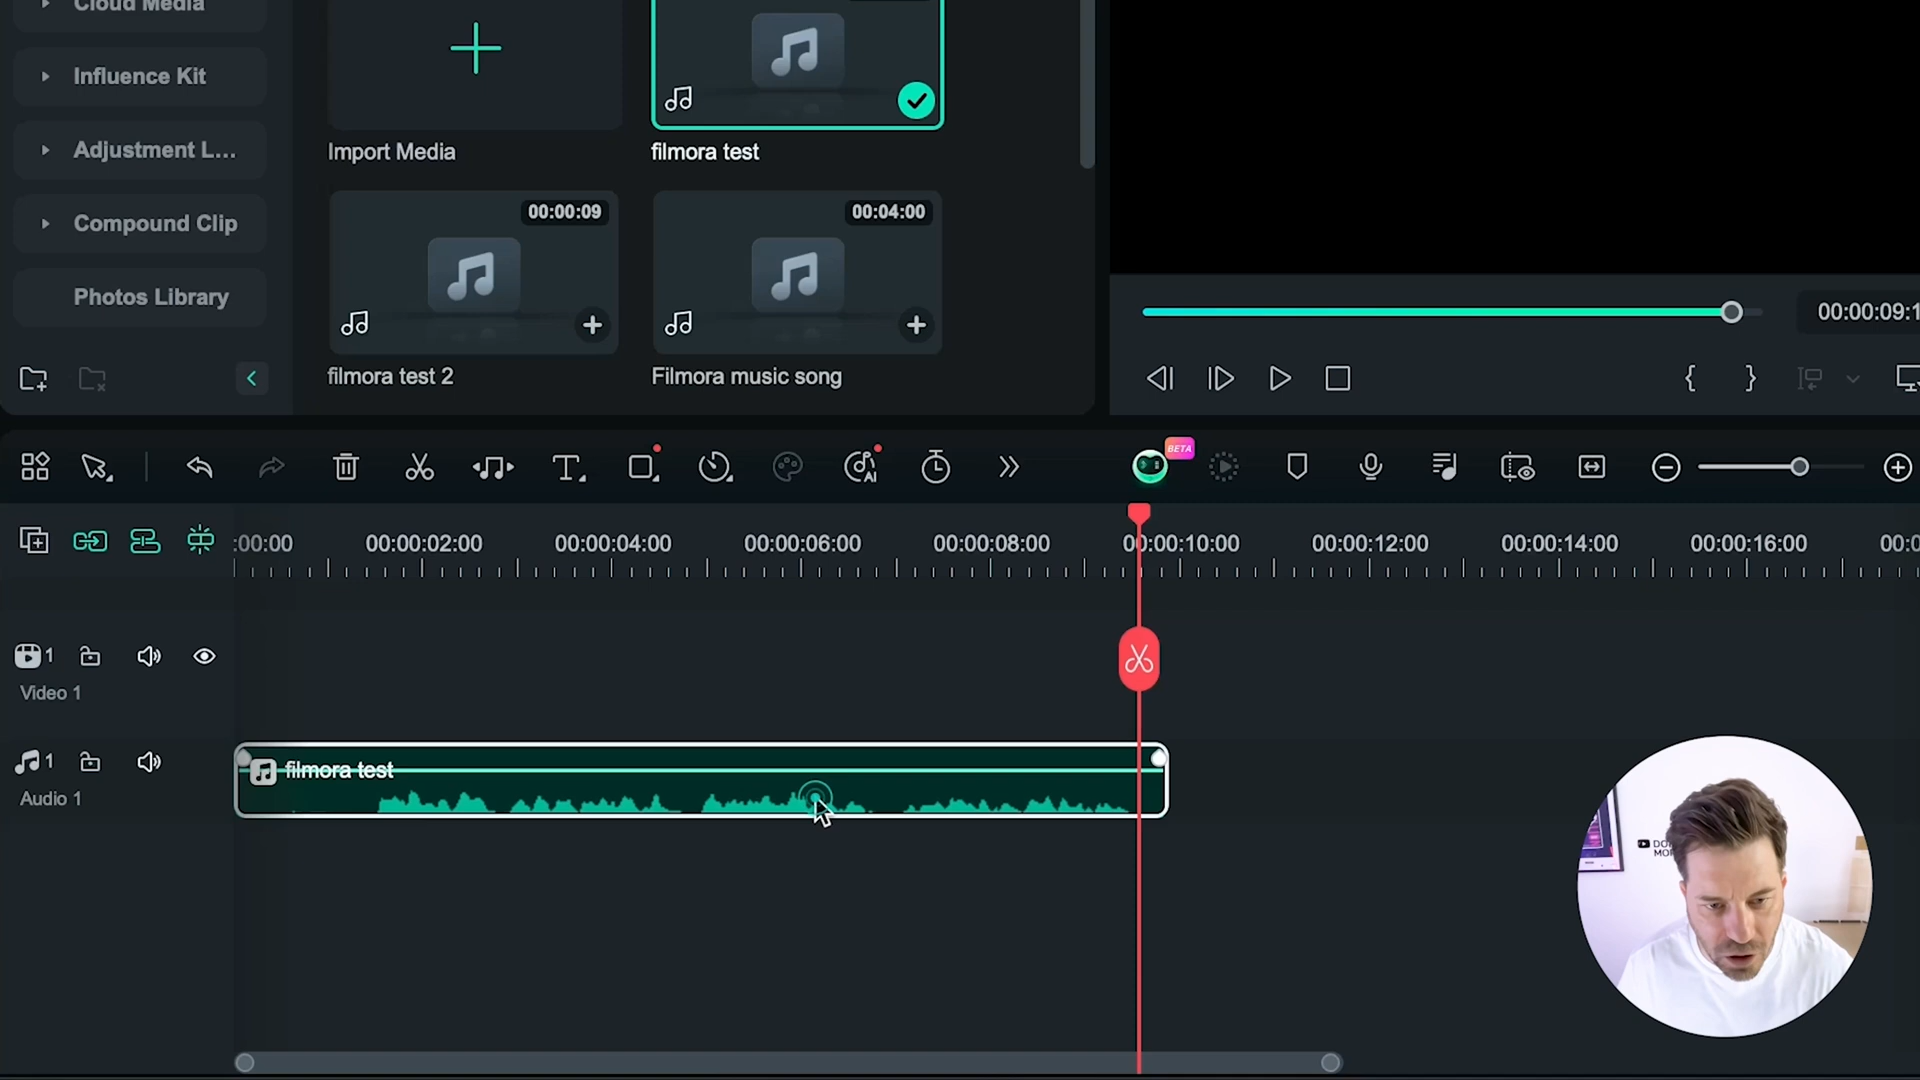 Cloud Media
Influence Kit
Adjustment L...
Compound Clip
Photos Library
Import Media
filmora test
00:00:09
00:04:00
filmora test 2
Filmora music song
00:00:09:1
BETA
AI
:00:00
00:00:02:00
00:00:04:00
00:00:06:00
00:00:08:00
00:00:10:00
00:00:12:00
00:00:14:00
00:00:16:00
00:0
1
Video 1
1
Audio 1
filmora test